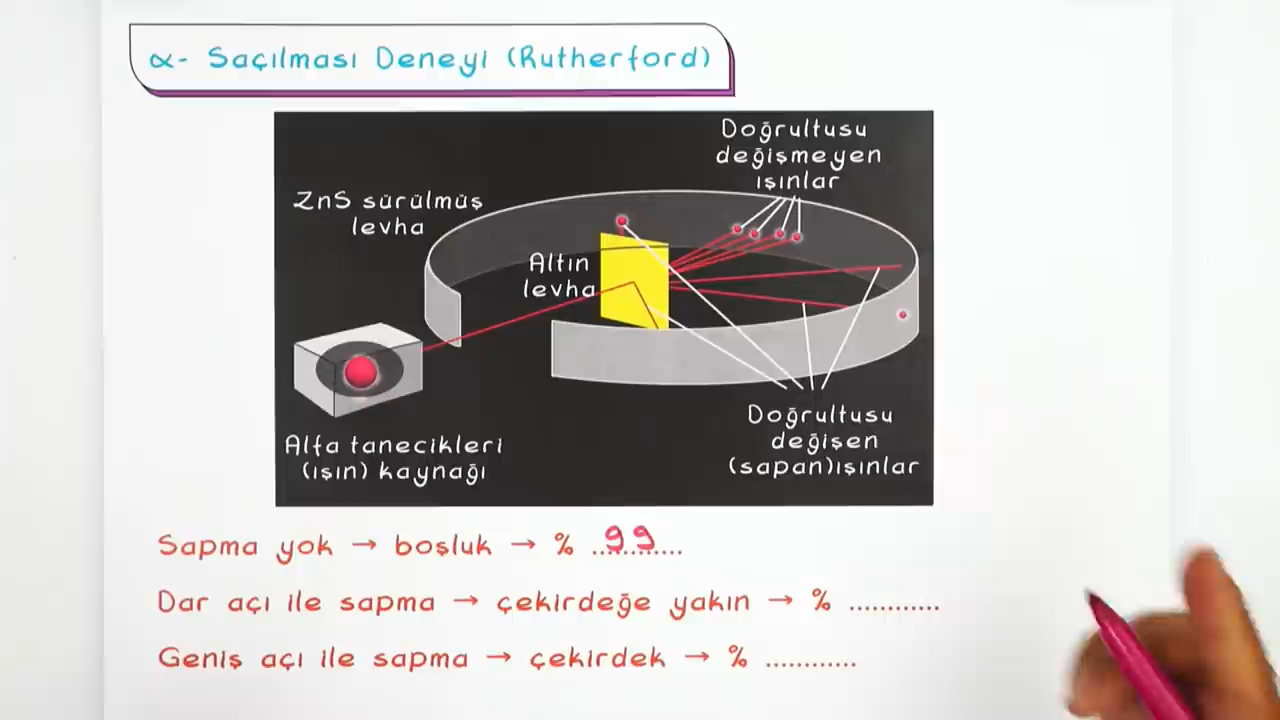 α- Saçılması Deneyi (Rutherford)
Doğrultusu
değişmeyen
ışınlar
ZnS sürülmüş
levha
Altın
levha
Doğrultusu
değişen
(sapan)ışınlar
Alfa tanecikleri
(ışın) kaynağı
Sapma yok → boşluk → % ...99...
Dar açı ile sapma → çekirdeğe yakın → % ............
Geniş açı ile sapma → çekirdek → % ............